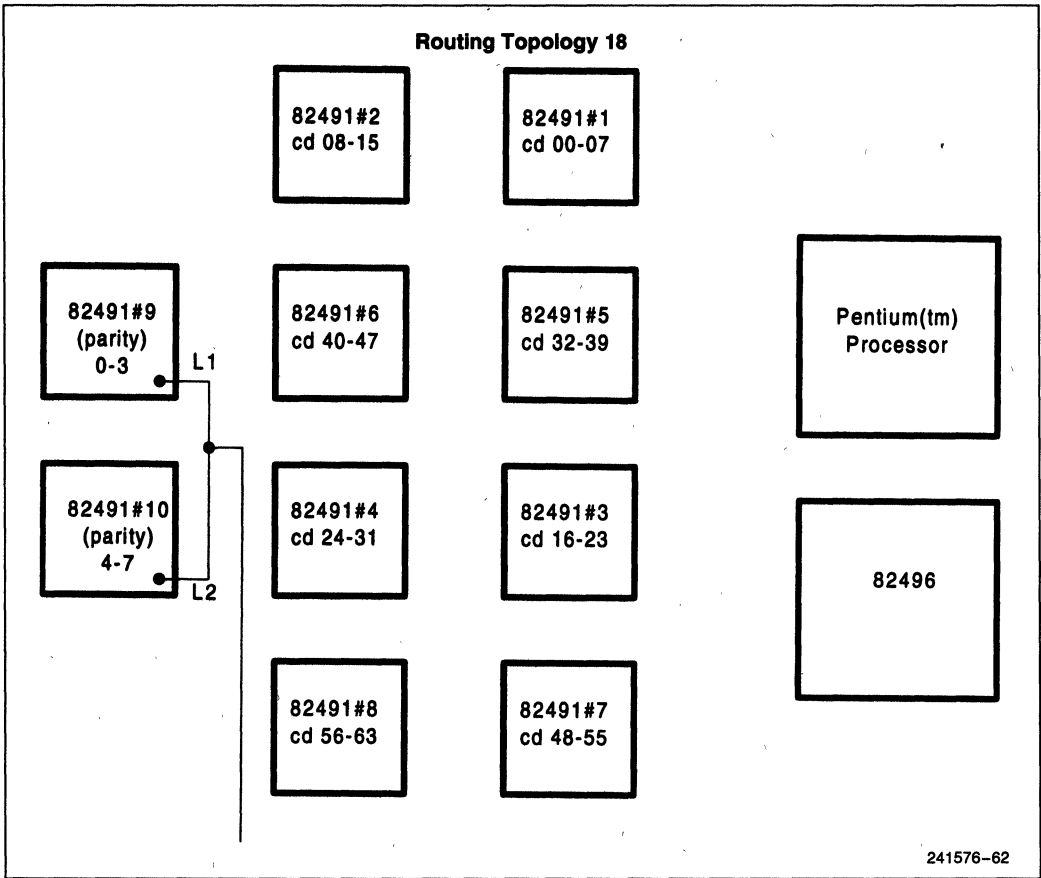 Routing Topology 18
82491#2
cd 08-15
82491#1
cd 00-07
82491#9
(parity)
0-3
L1
82491#6
cd 40-47
82491#5
cd 32-39
Pentium(tm)
Processor
82491#10
(parity)
4-7
L2
82491#4
cd 24-31
82491#3
cd 16-23
82496
82491#8
cd 56-63
82491#7
cd 48-55
241576-62